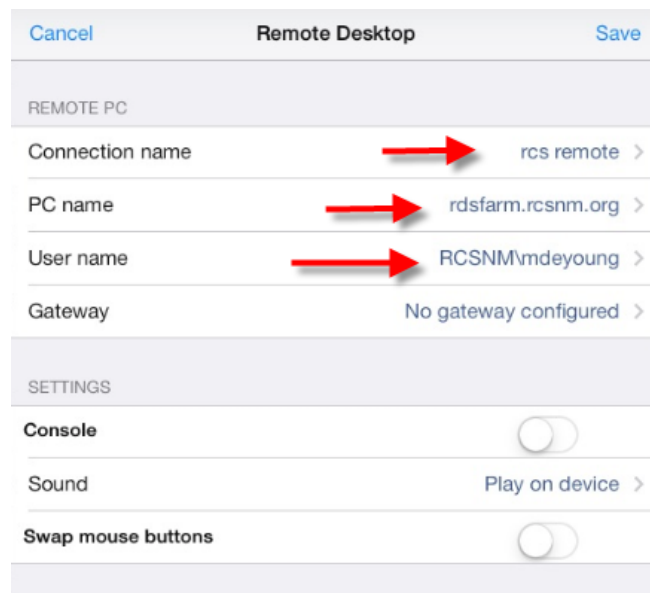 Cancel Remote Desktop Save
REMOTE PC
Connection name rcs remote
PC name rdsfarm.rcsnm.org
User name RCSNM\mdeyoung
Gateway No gateway configured
SETTINGS
Console
Sound Play on device
Swap mouse buttons